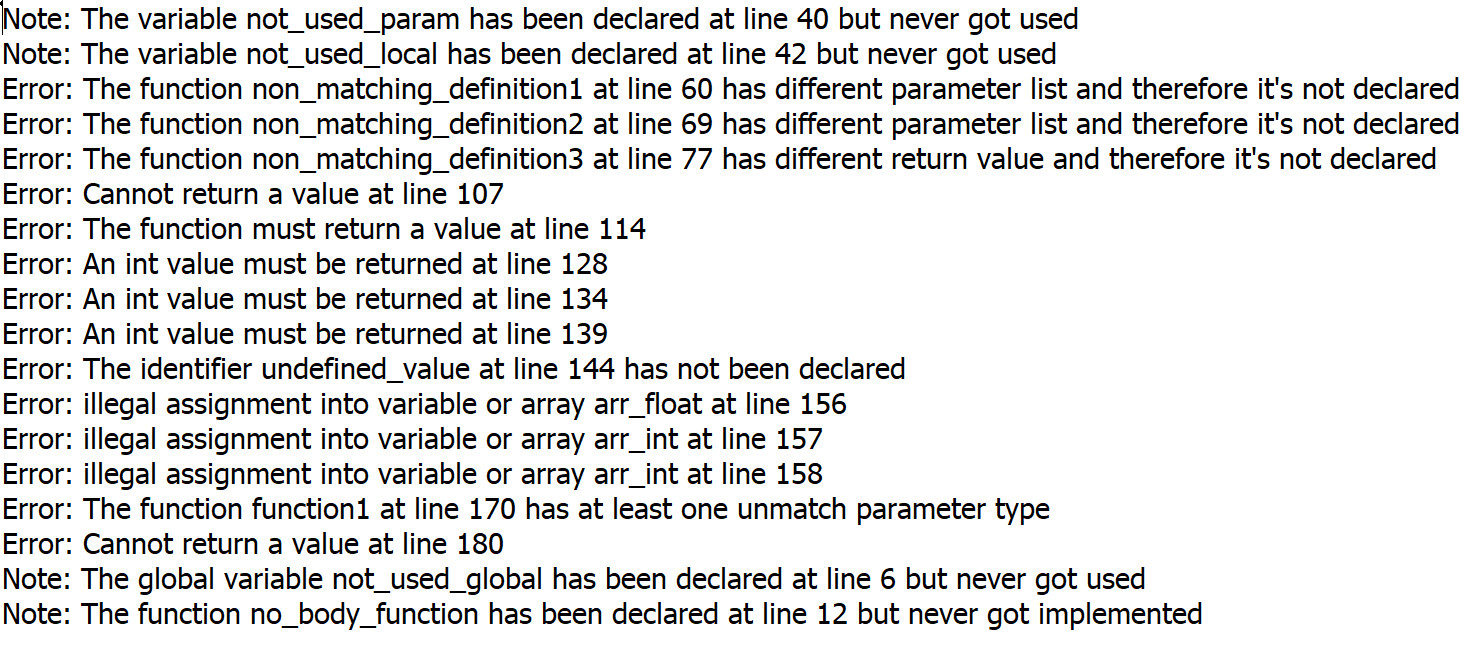 Note: The variable not_used_param has been declared at line 40 but never got used
Note: The variable not_used_local has been declared at line 42 but never got used
Error: The function non_matching_definition1 at line 60 has different parameter list and therefore it's not declared
Error: The function non_matching_definition2 at line 69 has different parameter list and therefore it's not declared
Error: The function non_matching_definition3 at line 77 has different return value and therefore it's not declared
Error: Cannot return a value at line 107
Error: The function must return a value at line 114
Error: An int value must be returned at line 128
Error: An int value must be returned at line 134
Error: An int value must be returned at line 139
Error: The identifier undefined_value at line 144 has not been declared
Error: illegal assignment into variable or array arr_float at line 156
Error: illegal assignment into variable or array arr_int at line 157
Error: illegal assignment into variable or array arr_int at line 158
Error: The function function1 at line 170 has at least one unmatch parameter type
Error: Cannot return a value at line 180
Note: The global variable not_used_global has been declared at line 6 but never got used
Note: The function no_body_function has been declared at line 12 but never got implemented